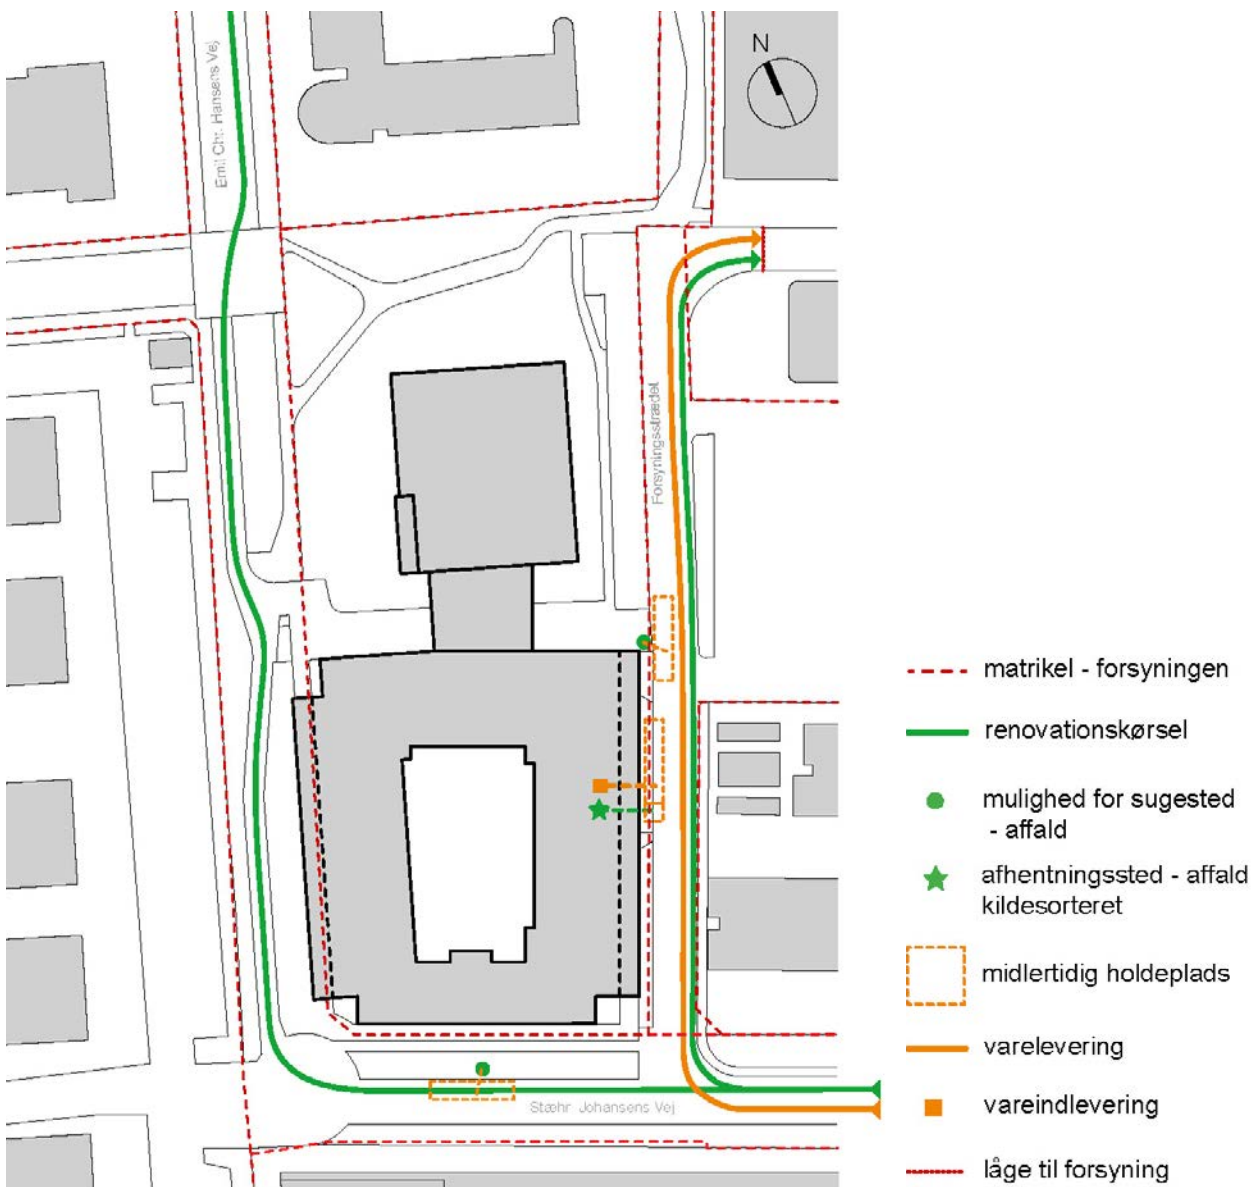 Emil Chr. Hansens Vej
N
Forsyningsstrædet
Stæhr Johansens Vej
matrikel - forsyningen
renovationskørsel
mulighed for sugested
- affald
afhentningssted - affald
kildesorteret
midlertidig holdeplads
varelevering
vareindlevering
låge til forsyning